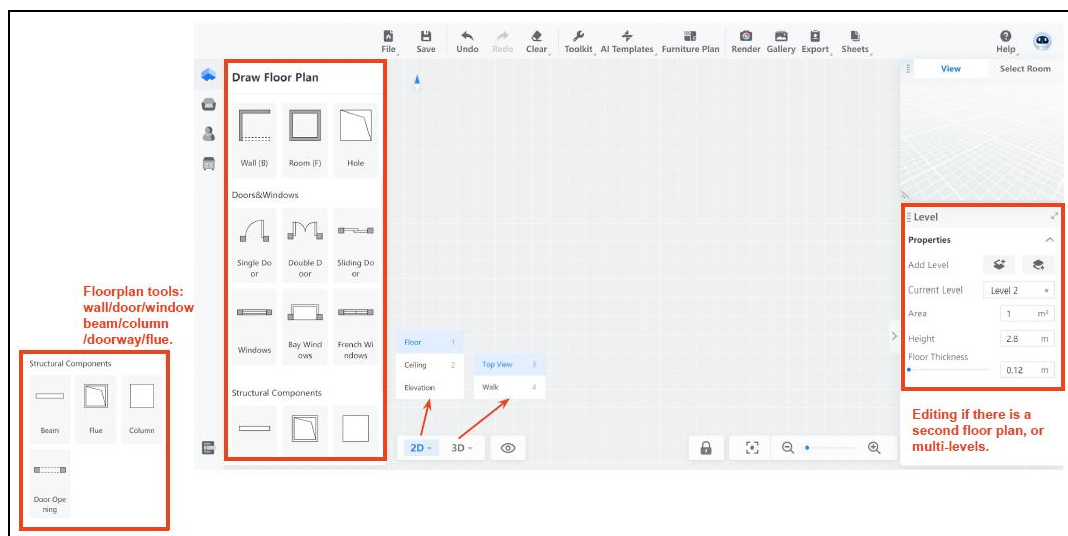 File Save Undo Redo Clear Toolkit AI Templates Furniture Plan Render Gallery Export Sheets Help
Draw Floor Plan
Wall (B) Room (F) Hole
Doors&Windows
Single Do
or
Double D
oor
Sliding Do
or
Windows
Bay Wind
ows
French Wi
ndows
Structural Components
Floorplan tools:
wall/door/window
beam/column
/doorway/flue.
Structural Components
Beam Flue Column
Door Ope
ning
Floor 1
Ceiling 2
Elevation
Top View 3
Walk 4
2D 3D
View Select Room
Level
Properties
Add Level
Current Level Level 2
Area 1 m²
Height 2.8 m
Floor Thickness
0.12 m
Editing if there is a
second floor plan, or
multi-levels.